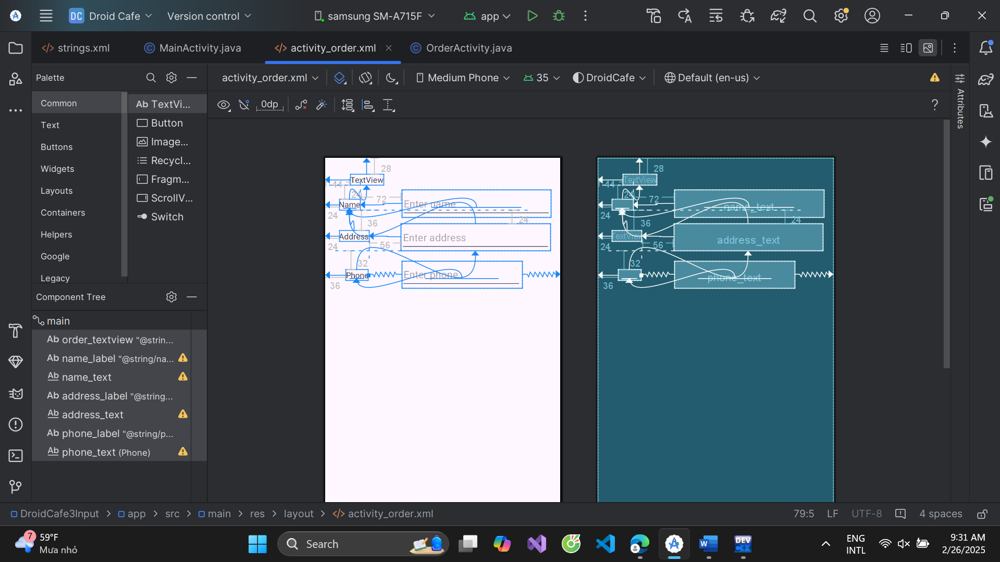 DC Droid Cafe Version control samsung SM-A715F app
strings.xml MainActivity.java activity_order.xml OrderActivity.java
Palette activity_order.xml Medium Phone 35 DroidCafe Default (en-us)
Common
Text
Buttons
Widgets
Layouts
Containers
Helpers
Google
Legacy
Ab TextVi...
Button
Image...
Recycl...
Fragm...
ScrollV...
Switch
0dp
?
Attributes
28
TextView
44
24
72
Name
Enter name
24
36
24
Address
Enter address
24
56
32
Phone
Enter phone
36
28
TextView
44
24
72
name_text
24
36
24
TextView
address_text
24
56
32
phone_text
36
Component Tree
main
Ab order_textview "@strin...
Ab name_label "@string/na...
Ab name_text
Ab address_label "@string...
Ab address_text
Ab phone_label "@string/p...
Ab phone_text (Phone)
DroidCafe3Input > app > src > main > res > layout > activity_order.xml 79:5 LF UTF-8 4 spaces
7
59°F
Mưa nhỏ
Search
W
DEV
C++
ENG
INTL
9:31 AM
2/26/2025